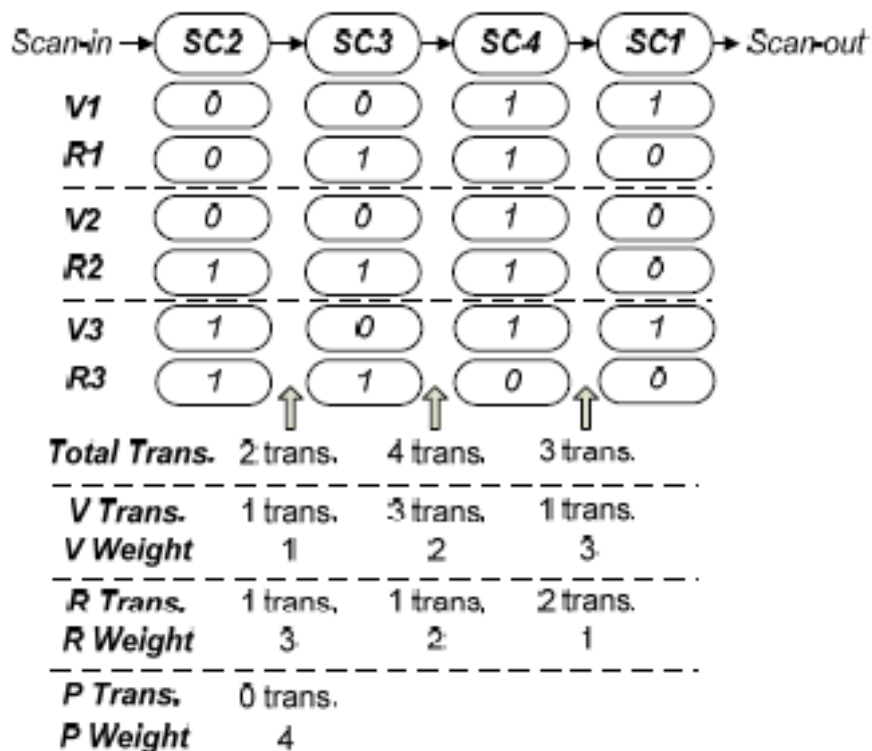 Scan-in SC2 SC3 SC4 SC1 Scan-out
V1 0 0 1 1
R1 0 1 1 0
V2 0 0 1 0
R2 1 1 1 0
V3 1 0 1 1
R3 1 1 0 0
Total Trans. 2 trans. 4 trans. 3 trans.
V Trans. 1 trans. 3 trans. 1 trans.
V Weight 1 2 3
R Trans. 1 trans. 1 trans. 2 trans.
R Weight 3 2 1
P Trans. 0 trans.
P Weight 4